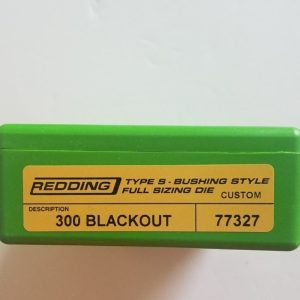 REDDING TYPE S - BUSHING STYLE
FULL SIZING DIE
CUSTOM
DESCRIPTION
300 BLACKOUT 77327